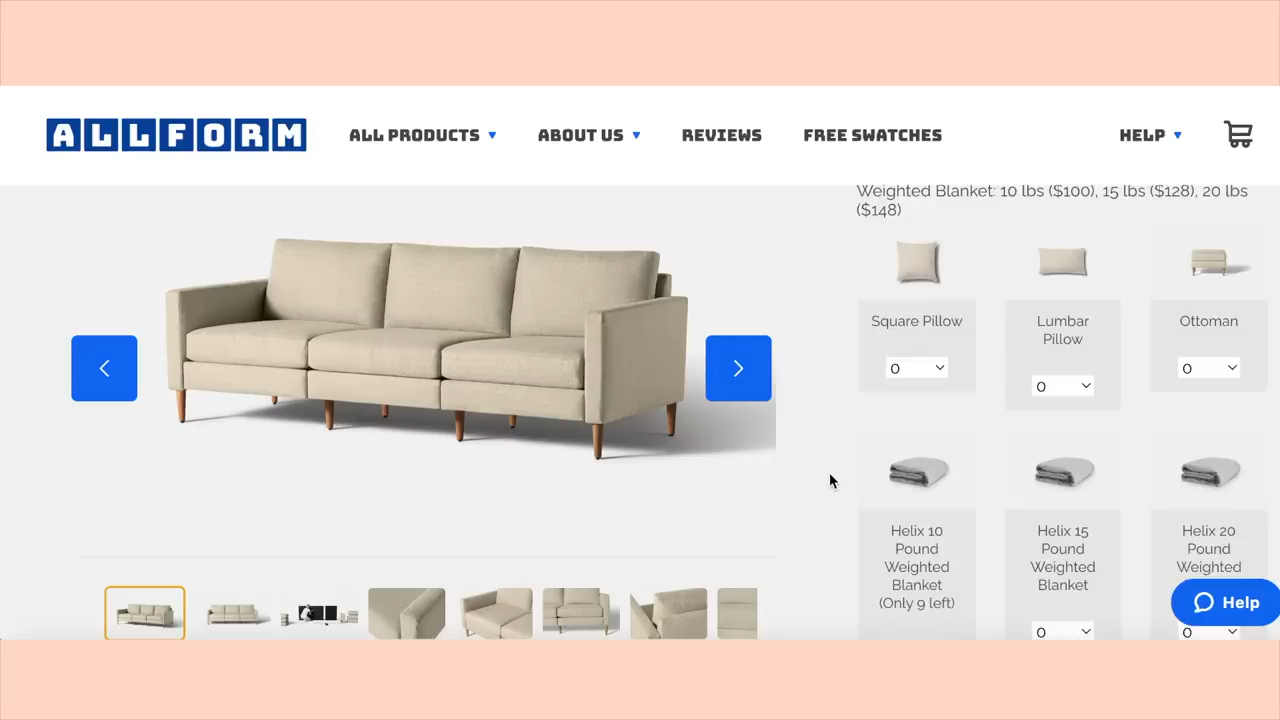 ALLFORM
ALL PRODUCTS
ABOUT US
REVIEWS
FREE SWATCHES
HELP
Weighted Blanket: 10 lbs ($100), 15 lbs ($128), 20 lbs
($148)
Square Pillow
0
Lumbar
Pillow
0
Ottoman
0
Helix 10
Pound
Weighted
Blanket
(Only 9 left)
Helix 15
Pound
Weighted
Blanket
0
Helix 20
Pound
Weighted
0
Help